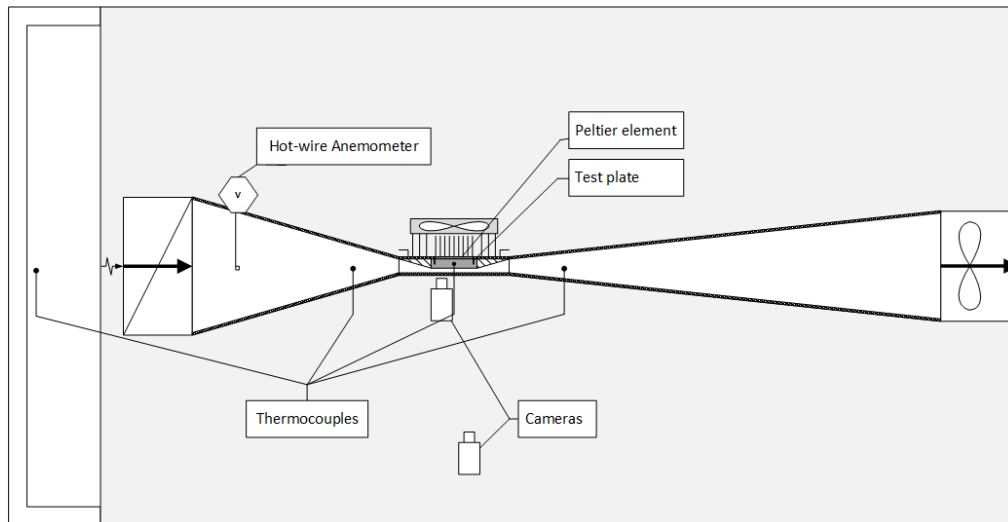 Hot-wire Anemometer
v
Peltier element
Test plate
Thermocouples
Cameras